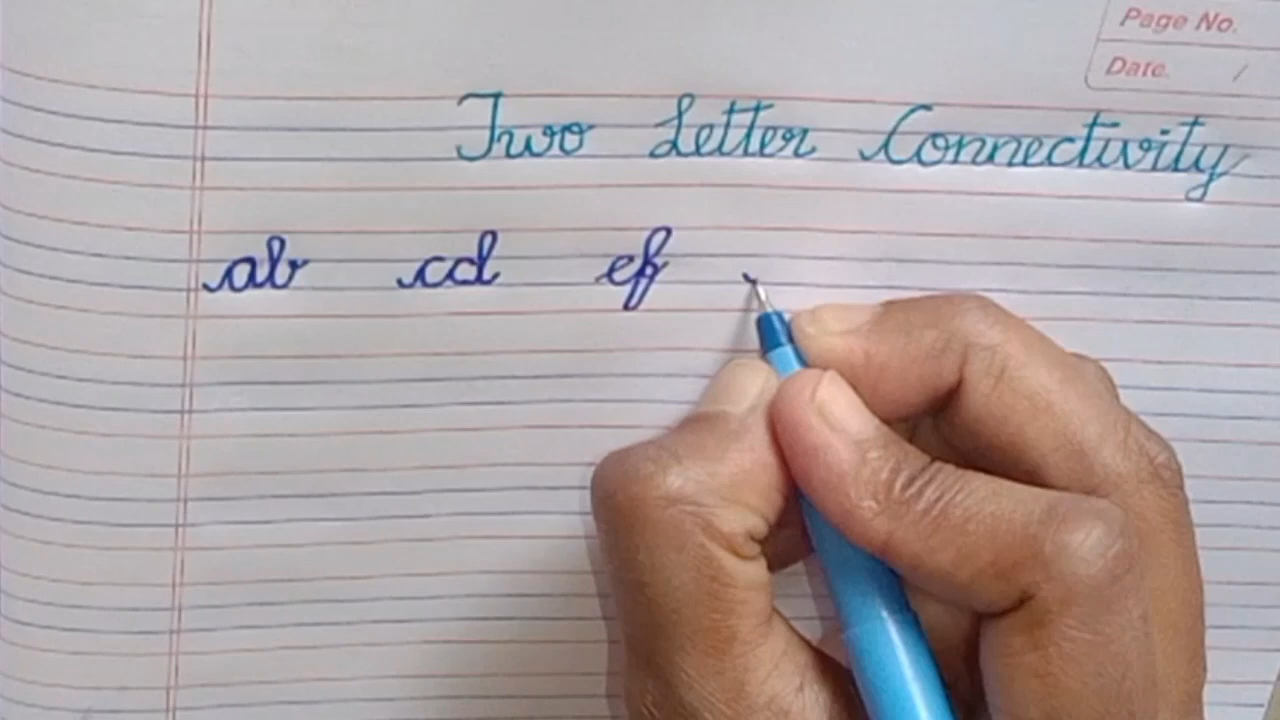 Page No.
Date. /
Two Letter Connectivity
ab cd ef